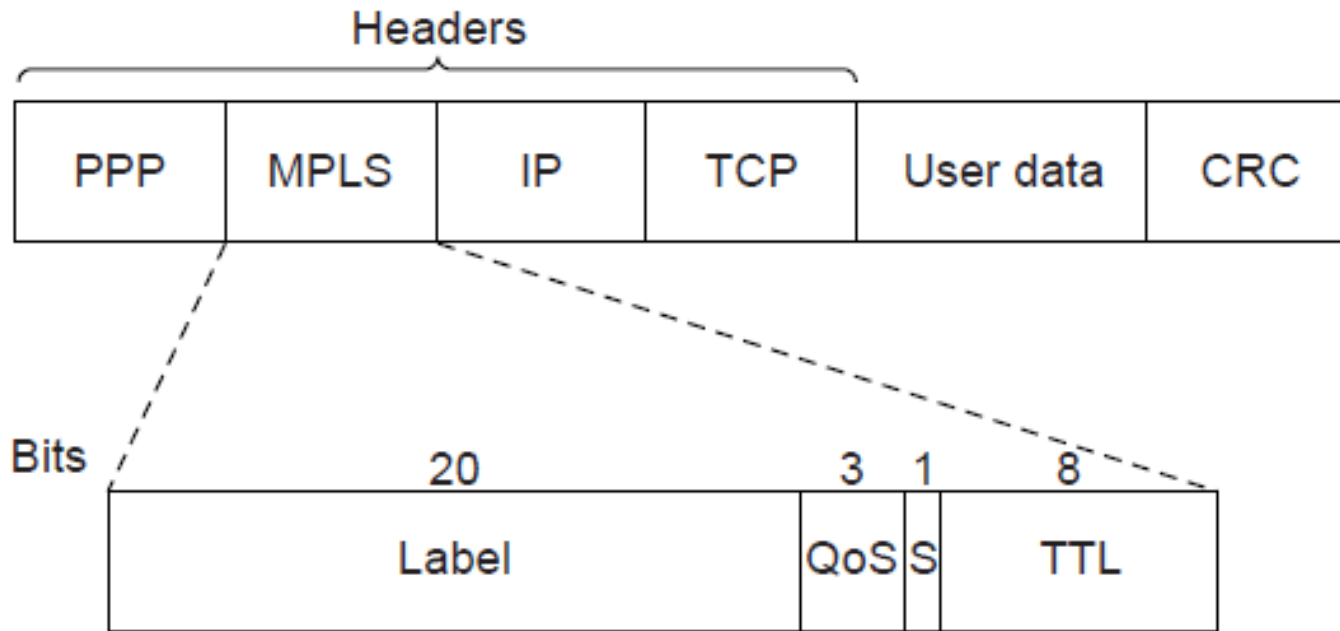 Headers
PPP MPLS IP TCP User data CRC
Bits 20 3 1 8
Label QoS S TTL